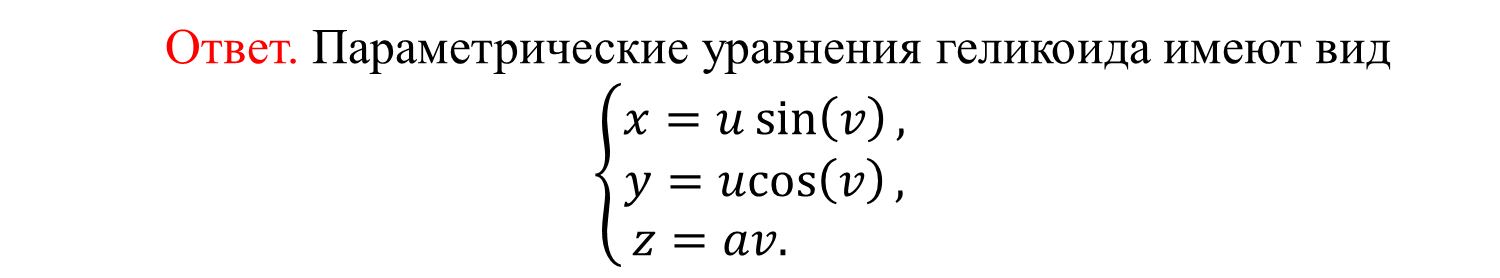 Ответ. Параметрические уравнения геликоида имеют вид
x = u sin(v) ,
y = ucos(v) ,
z = av.